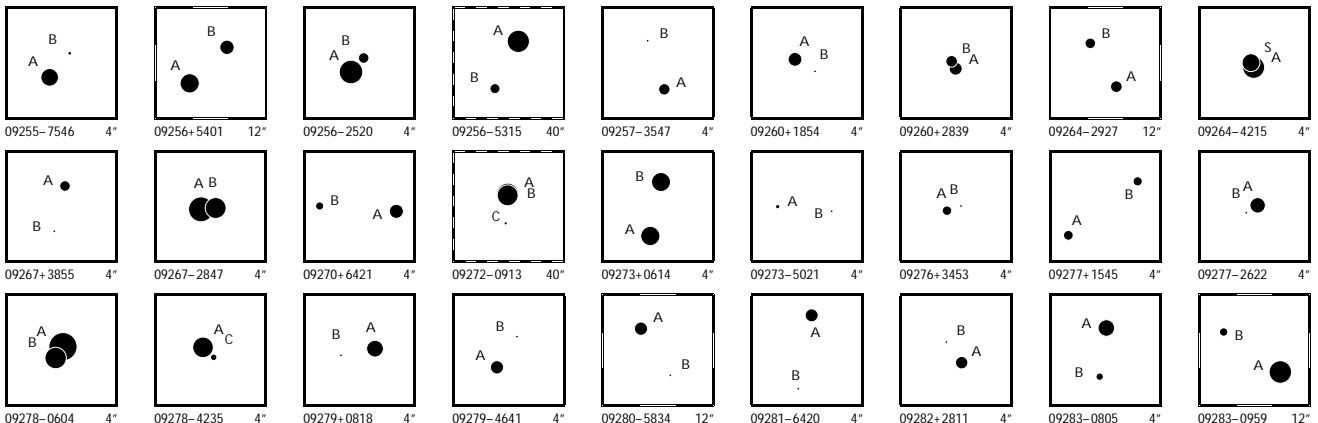 B
A
B
A
B
A
A
B
B
A
A
B
B
A
B
A
S
A
09255−7546 4″
09256+5401 12″
09256−2520 4″
09256−5315 40″
09257−3547 4″
09260+1854 4″
09260+2839 4″
09264−2927 12″
09264−4215 4″
A
B
A B
B
A
A
B
C
B
A
A
B
A B
B
A
B A
09267+3855 4″
09267−2847 4″
09270+6421 4″
09272−0913 40″
09273+0614 4″
09273−5021 4″
09276+3453 4″
09277+1545 4″
09277−2622 4″
A
B
A
C
B
A
B
A
A
B
A
B
B
A
A
B
B
A
09278−0604 4″
09278−4235 4″
09279+0818 4″
09279−4641 4″
09280−5834 12″
09281−6420 4″
09282+2811 4″
09283−0805 4″
09283−0959 12″